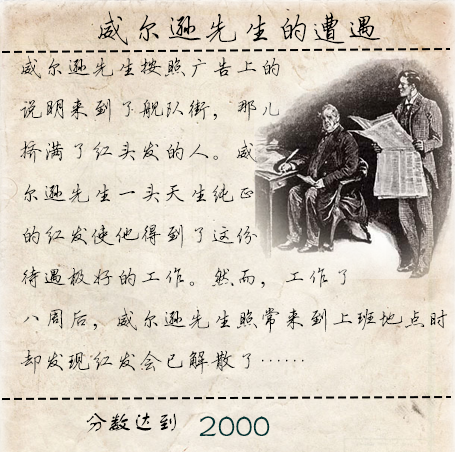 威尔逊先生的遭遇
威尔逊先生按照广告上的
说明来到了舰队街，那儿
挤满了红头发的人。威
尔逊先生一头天生纯正
的红发使他得到了这份
待遇极好的工作。然而，工作了
八周后，威尔逊先生照常来到上班地点时
却发现红发会已解散了……
分数达到 2000